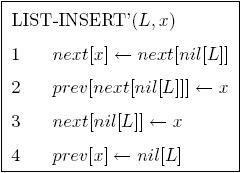 LIST-INSERT'(L, x)
1 next[x] ← next[nil[L]]
2 prev[next[nil[L]]] ← x
3 next[nil[L]] ← x
4 prev[x] ← nil[L]